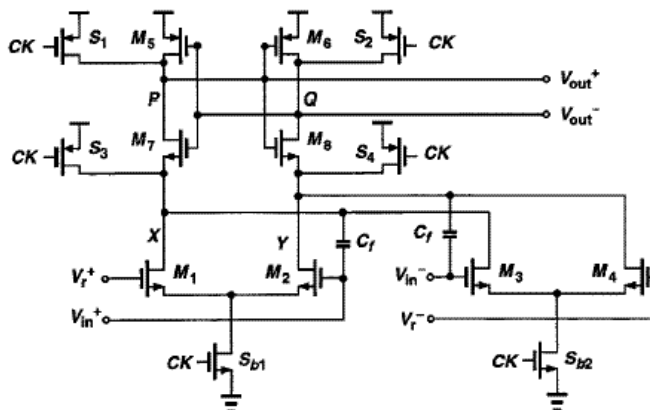 CK S1 M5 M6 S2 CK
P Q Vout+
Vout−
CK S3 M7 M8 S4 CK
X Y Cf Cf
Vr+ M1 M2 Vin− M3 M4
Vin+ Vr−
CK Sb1 CK Sb2